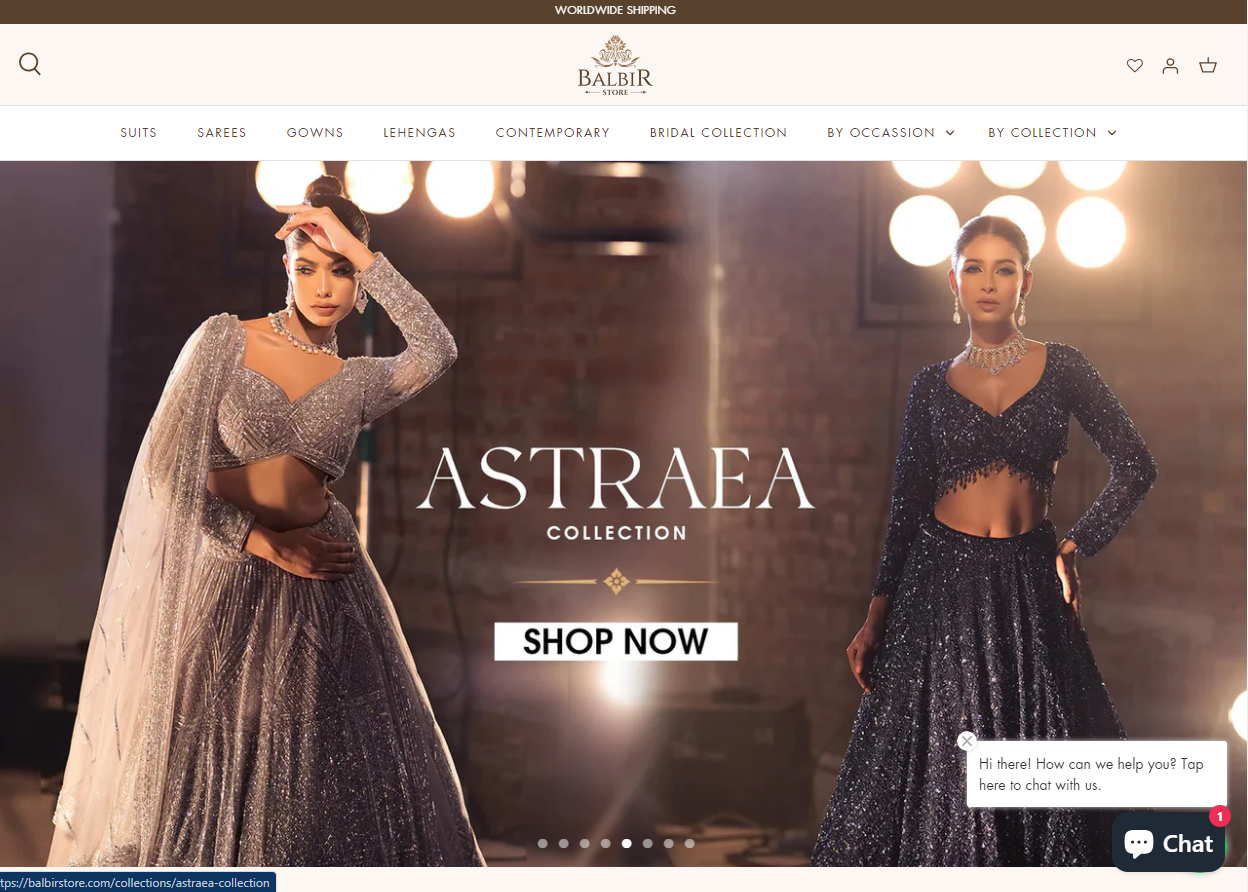 WORLDWIDE SHIPPING
BALBIR
STORE
SUITS SAREES GOWNS LEHENGAS CONTEMPORARY BRIDAL COLLECTION BY OCCASSION BY COLLECTION
ASTRAEA
COLLECTION
SHOP NOW
Hi there! How can we help you? Tap
here to chat with us.
1
Chat
tps://balbirstore.com/collections/astraea-collection